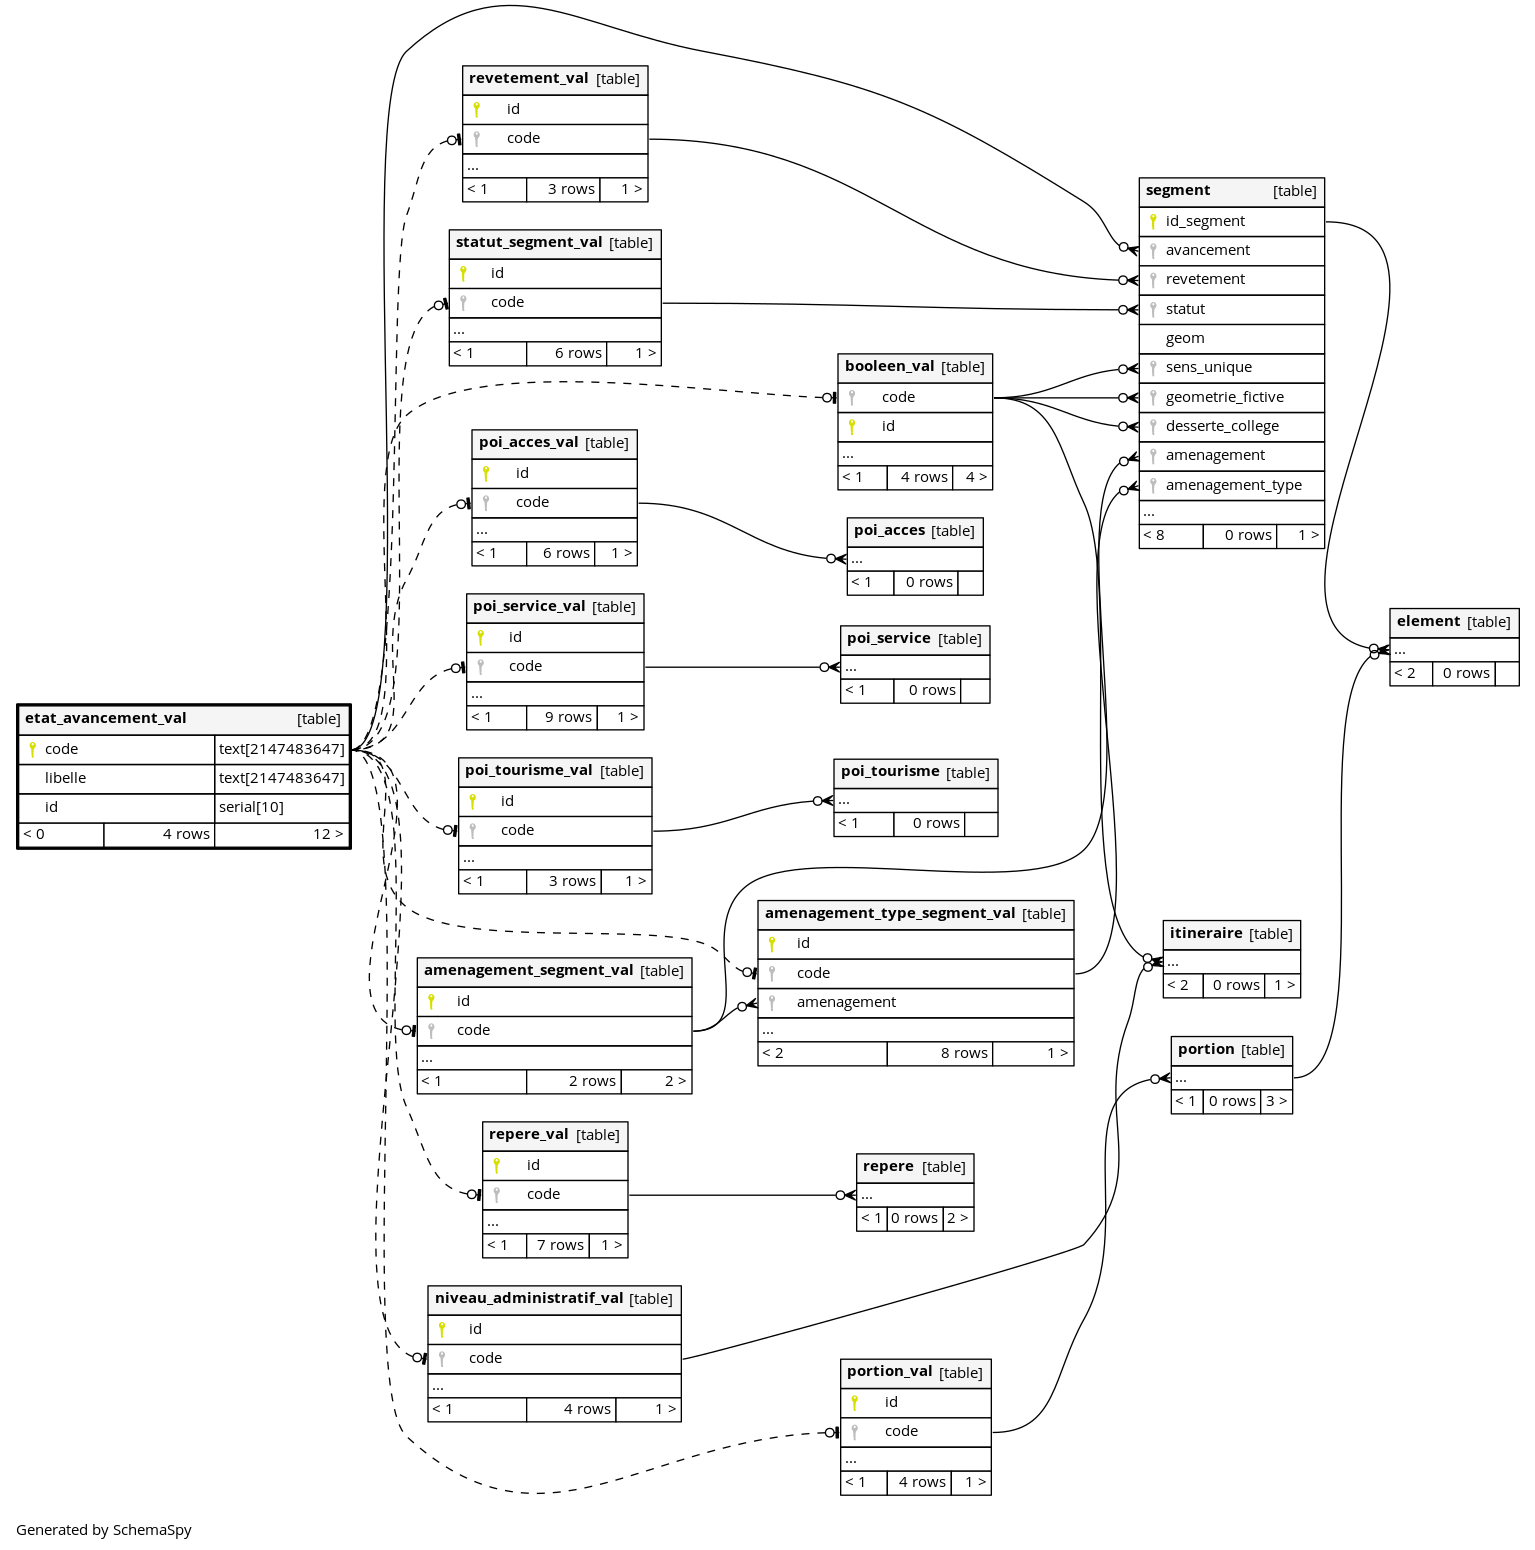 revetement_val [table]
id
code
...
< 1 3 rows 1 >
segment [table]
id_segment
avancement
revetement
statut
geom
sens_unique
geometrie_fictive
desserte_college
amenagement
amenagement_type
...
< 8 0 rows 1 >
statut_segment_val [table]
id
code
...
< 1 6 rows 1 >
booleen_val [table]
code
id
...
< 1 4 rows 4 >
poi_acces_val [table]
id
code
...
< 1 6 rows 1 >
poi_acces [table]
...
< 1 0 rows
poi_service_val [table]
id
code
...
< 1 9 rows 1 >
poi_service [table]
...
< 1 0 rows
element [table]
...
< 2 0 rows
etat_avancement_val [table]
code text[2147483647]
libelle text[2147483647]
id serial[10]
< 0 4 rows 12 >
poi_tourisme_val [table]
id
code
...
< 1 3 rows 1 >
poi_tourisme [table]
...
< 1 0 rows
amenagement_type_segment_val [table]
id
code
amenagement
...
< 2 8 rows 1 >
itineraire [table]
...
< 2 0 rows 1 >
amenagement_segment_val [table]
id
code
...
< 1 2 rows 2 >
portion [table]
...
< 1 0 rows 3 >
repere_val [table]
id
code
...
< 1 7 rows 1 >
repere [table]
...
< 1 0 rows 2 >
niveau_administratif_val [table]
id
code
...
< 1 4 rows 1 >
portion_val [table]
id
code
...
< 1 4 rows 1 >
Generated by SchemaSpy